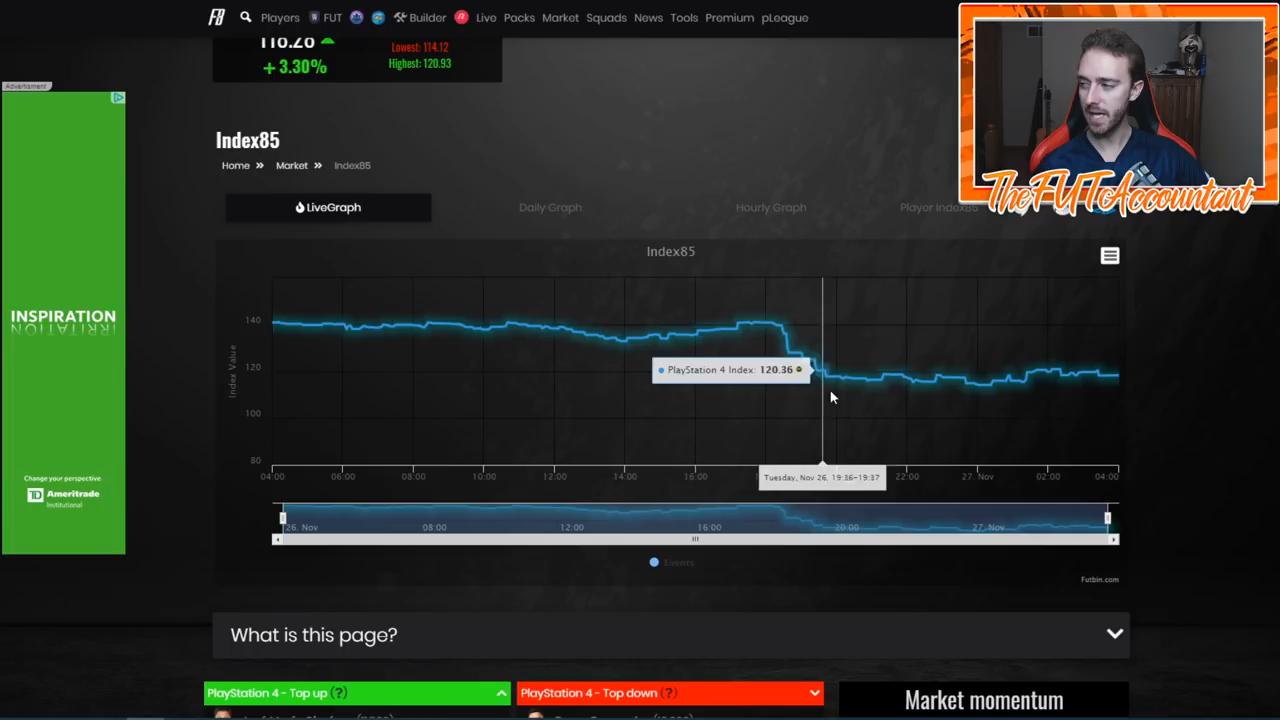 FB Players FUT Builder Live Packs Market Squads News Tools Premium pLeague
Advertisement
116.26
+ 3.30%
Lowest: 114.12
Highest: 120.93
TheFUTAccountant
Index85
Home » Market » Index85
LiveGraph Daily Graph Hourly Graph Player Index85
Index85
Index Value
140
120
100
80
PlayStation 4 Index: 120.36
04:00 06:00 08:00 10:00 12:00 14:00 16:00 22:00 27. Nov 02:00 04:00
Tuesday, Nov 26, 19:36-19:37
26. Nov 08:00 12:00 16:00 20:00 27. Nov
Events
Futbin.com
INSPIRATION
INSPIRATION
Change your perspective.
TD Ameritrade
Institutional
What is this page?
PlayStation 4 - Top up (?)
PlayStation 4 - Top down (?)
Market momentum